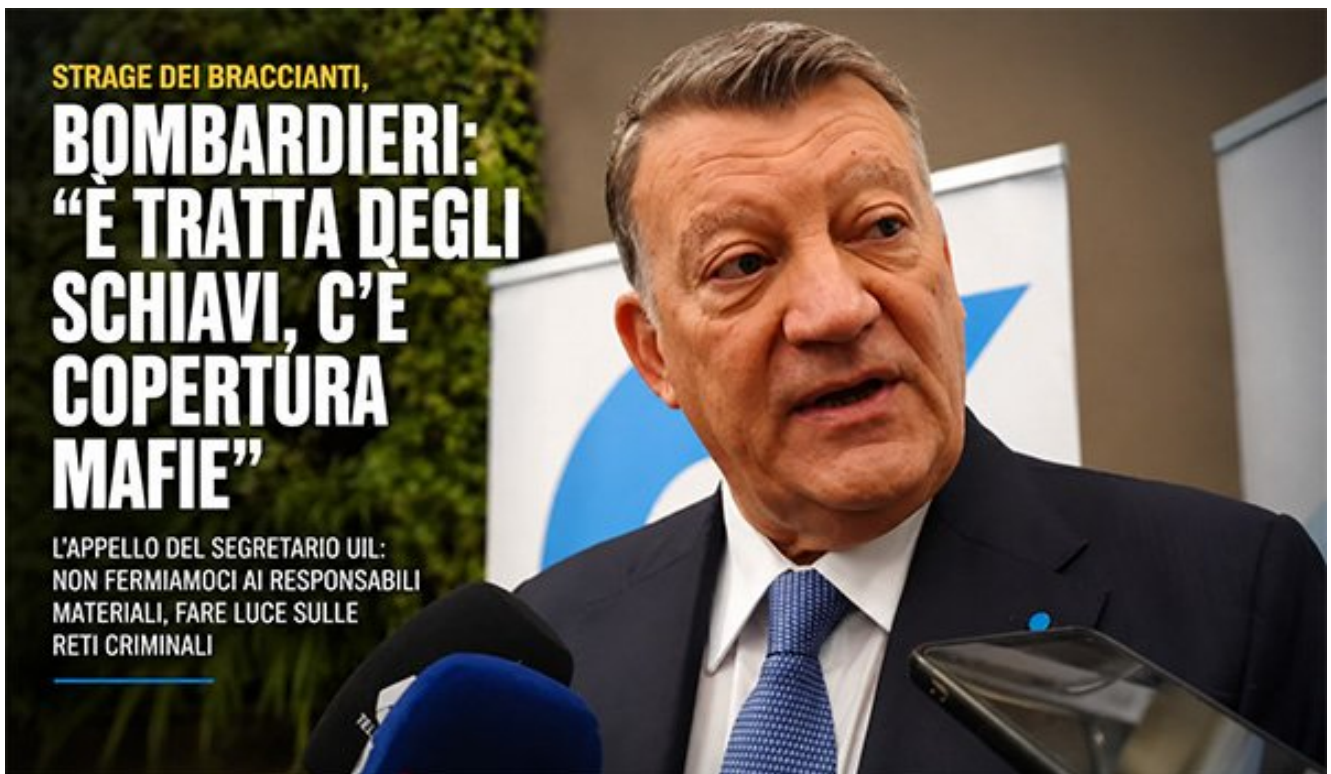 STRAGE DEI BRACCIANTI,
BOMBARDIERI:
“È TRATTA DEGLI
SCHIAVI, C’È
COPERTURA
MAFIE”
L’APPELLO DEL SEGRETARIO UIL:
NON FERMIAMOCI AI RESPONSABILI
MATERIALI, FARE LUCE SULLE
RETI CRIMINALI